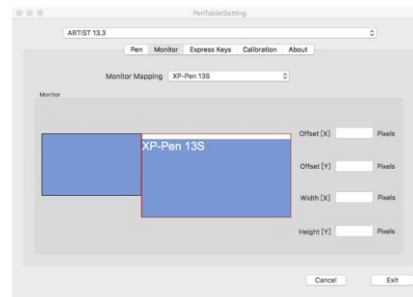 PenTabletSetting
ARTIST 13.3
Pen Monitor Express Keys Calibration About
Monitor Mapping XP-Pen 13S
Monitor
XP-Pen 13S
Offset [X] Pixels
Offset [Y] Pixels
Width [X] Pixels
Height [Y] Pixels
Cancel Exit